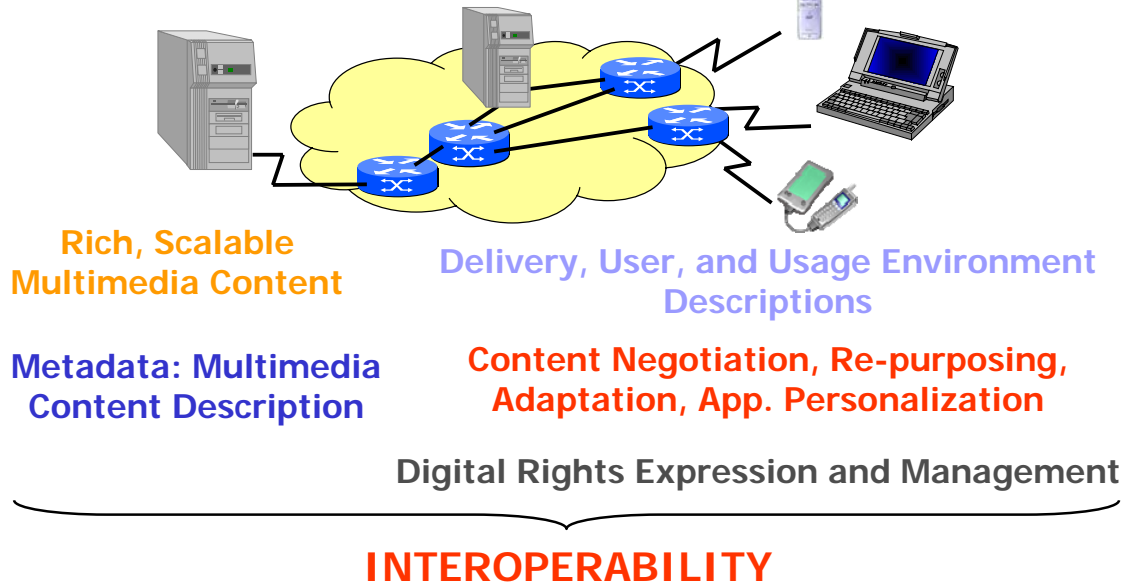 Rich, Scalable
Multimedia Content
Delivery, User, and Usage Environment
Descriptions
Metadata: Multimedia
Content Description
Content Negotiation, Re-purposing,
Adaptation, App. Personalization
Digital Rights Expression and Management
INTEROPERABILITY